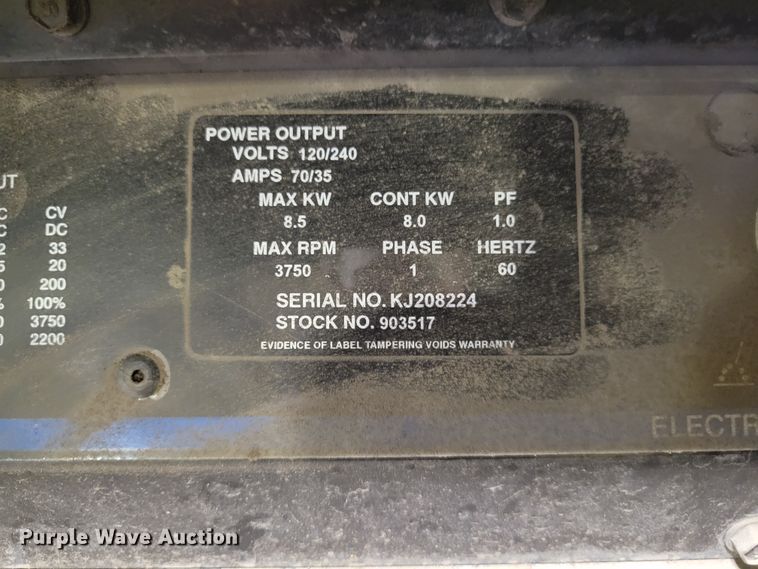 POWER OUTPUT
VOLTS 120/240
AMPS 70/35
MAX KW CONT KW PF
8.5 8.0 1.0
MAX RPM PHASE HERTZ
3750 1 60
SERIAL NO. KJ208224
STOCK NO. 903517
EVIDENCE OF LABEL TAMPERING VOIDS WARRANTY
CV
DC
33
20
200
100%
3750
2200
Purple Wave Auction